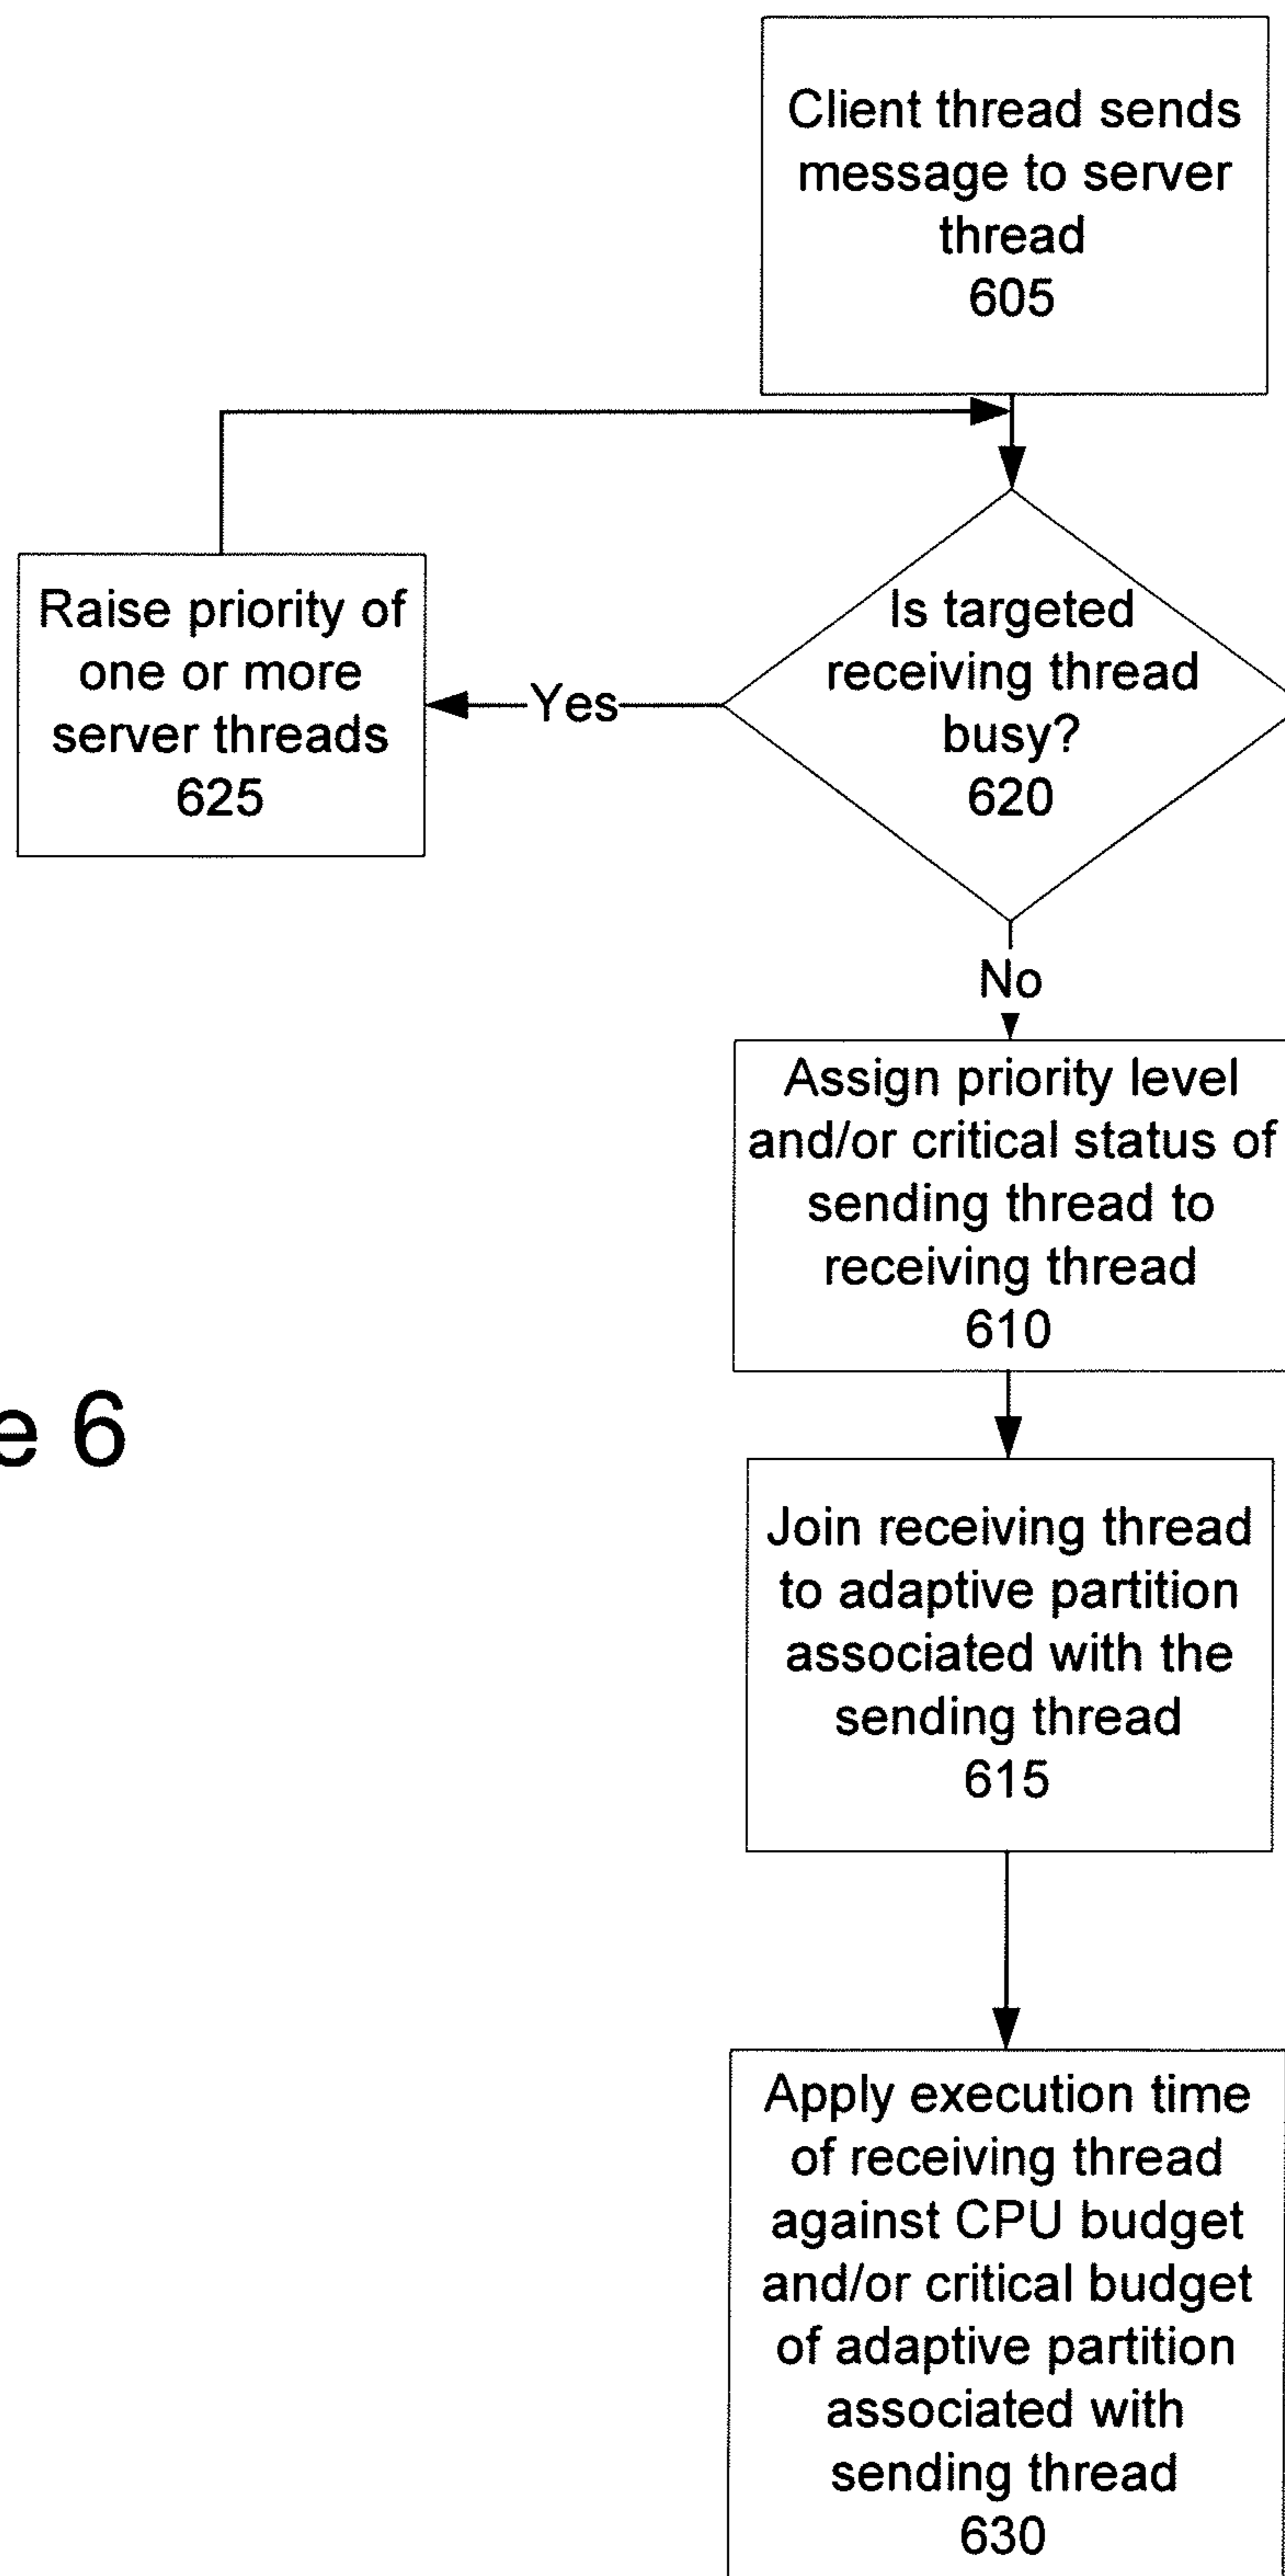 Client thread sends
message to server
thread
605
Is targeted
receiving thread
busy?
620
Yes
Raise priority of
one or more
server threads
625
No
Assign priority level
and/or critical status of
sending thread to
receiving thread
610
e 6
Join receiving thread
to adaptive partition
associated with the
sending thread
615
Apply execution time
of receiving thread
against CPU budget
and/or critical budget
of adaptive partition
associated with
sending thread
630